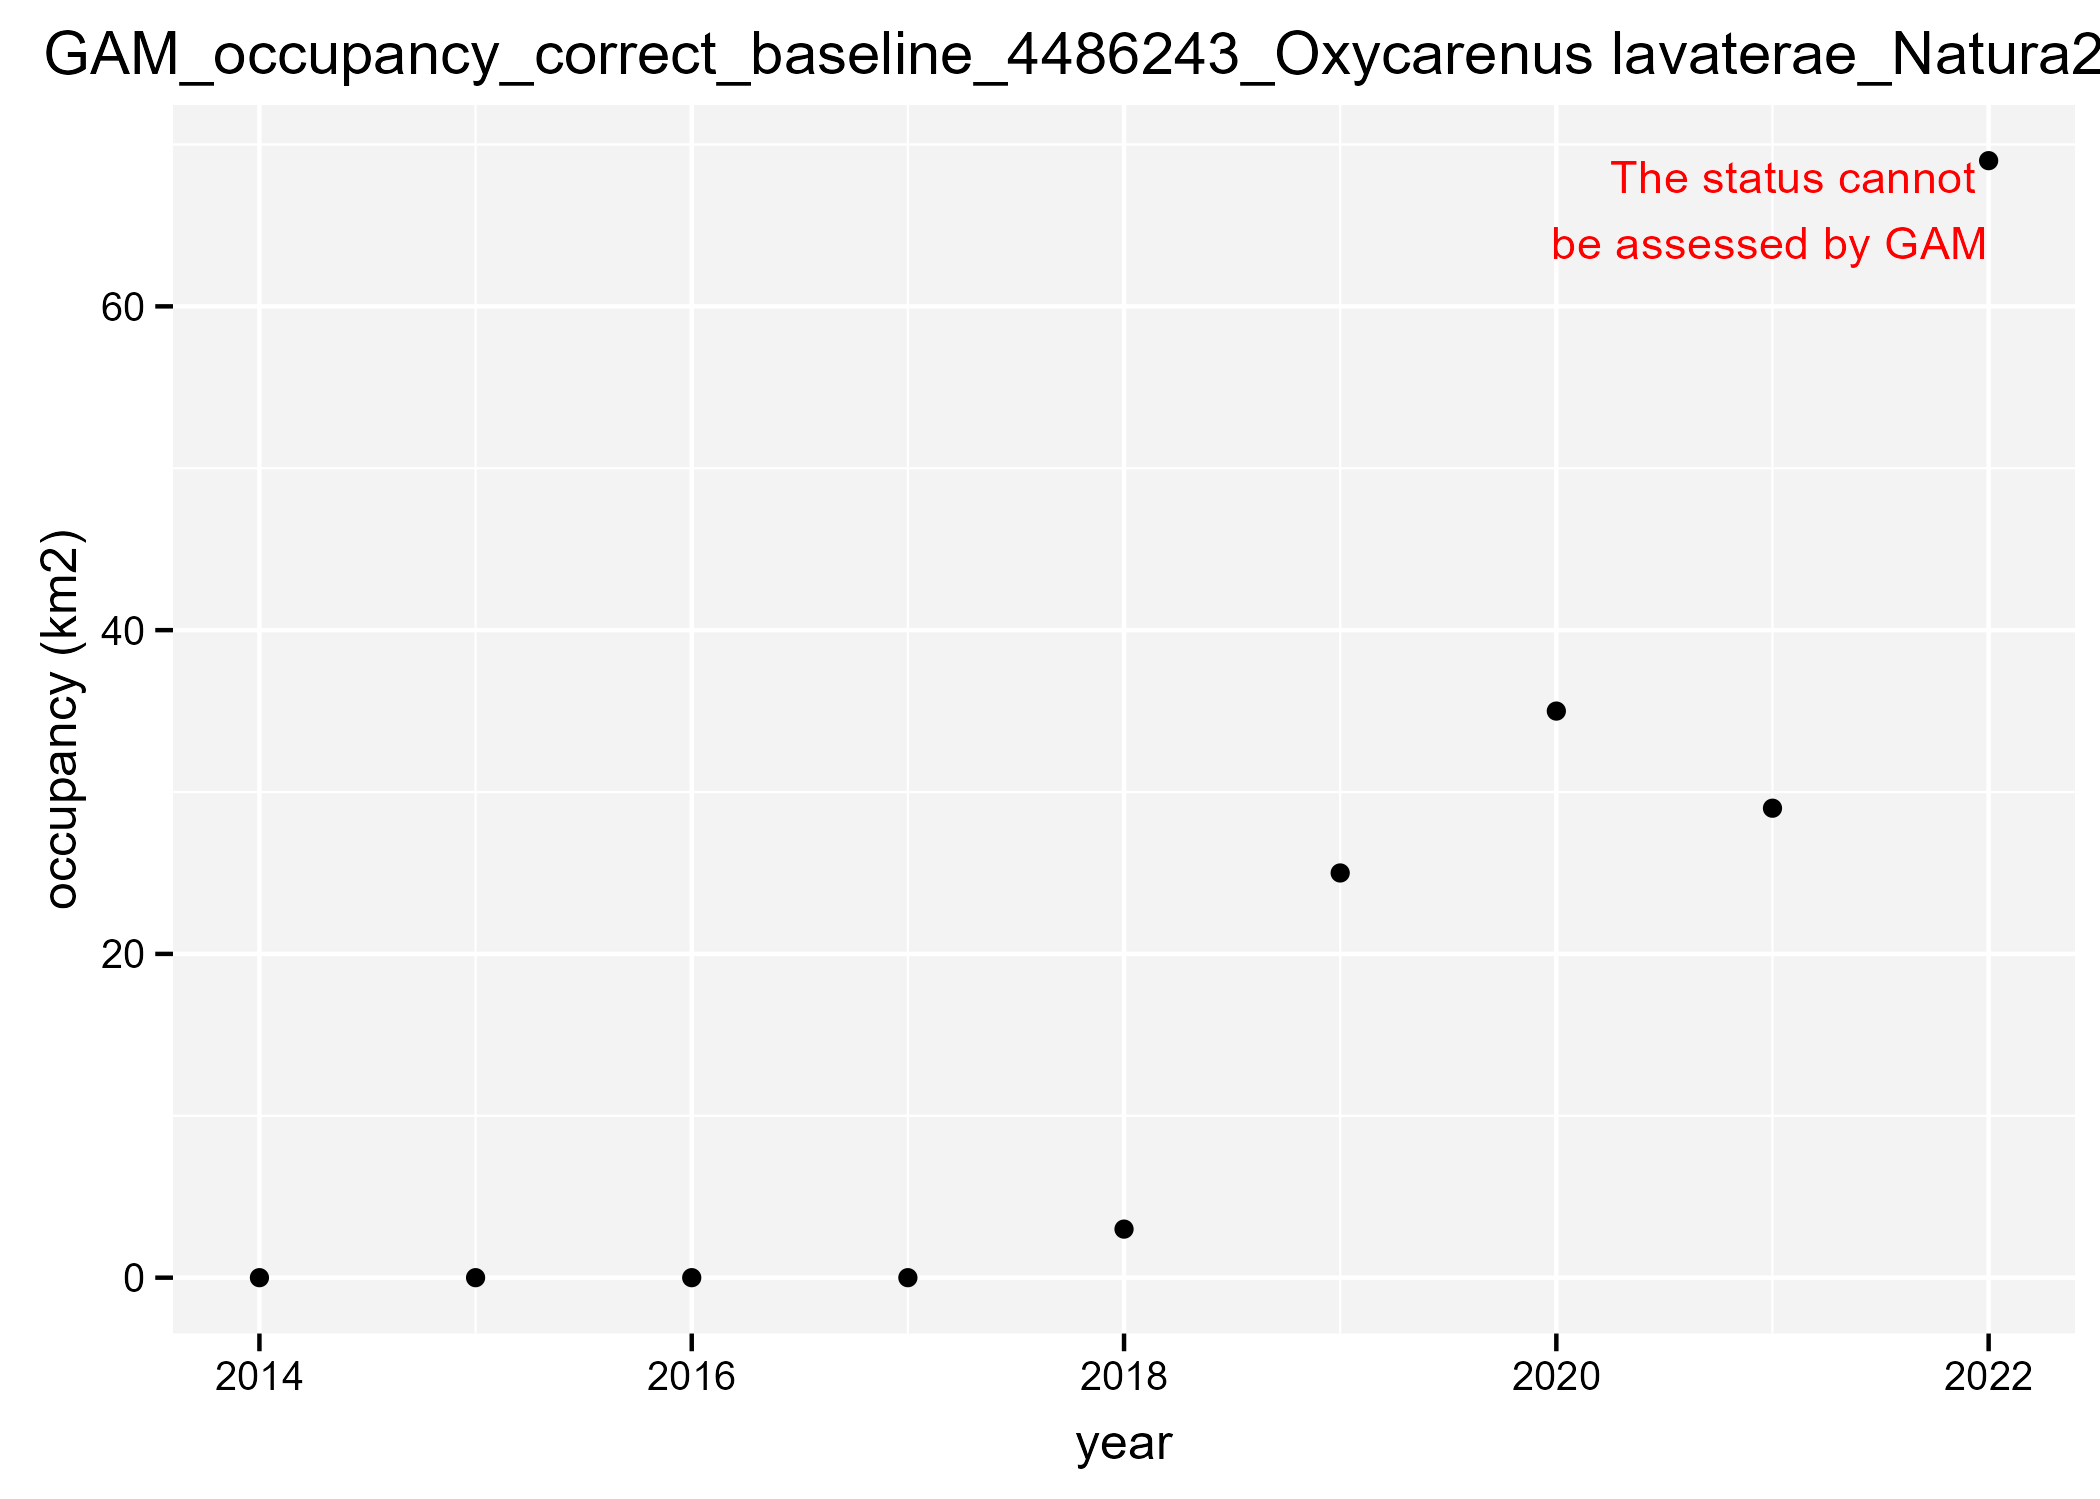 GAM_occupancy_correct_baseline_4486243_Oxycarenus lavaterae_Natura2
The status cannot
be assessed by GAM
60
40
20
0
occupancy (km2)
2014 2016 2018 2020 2022
year